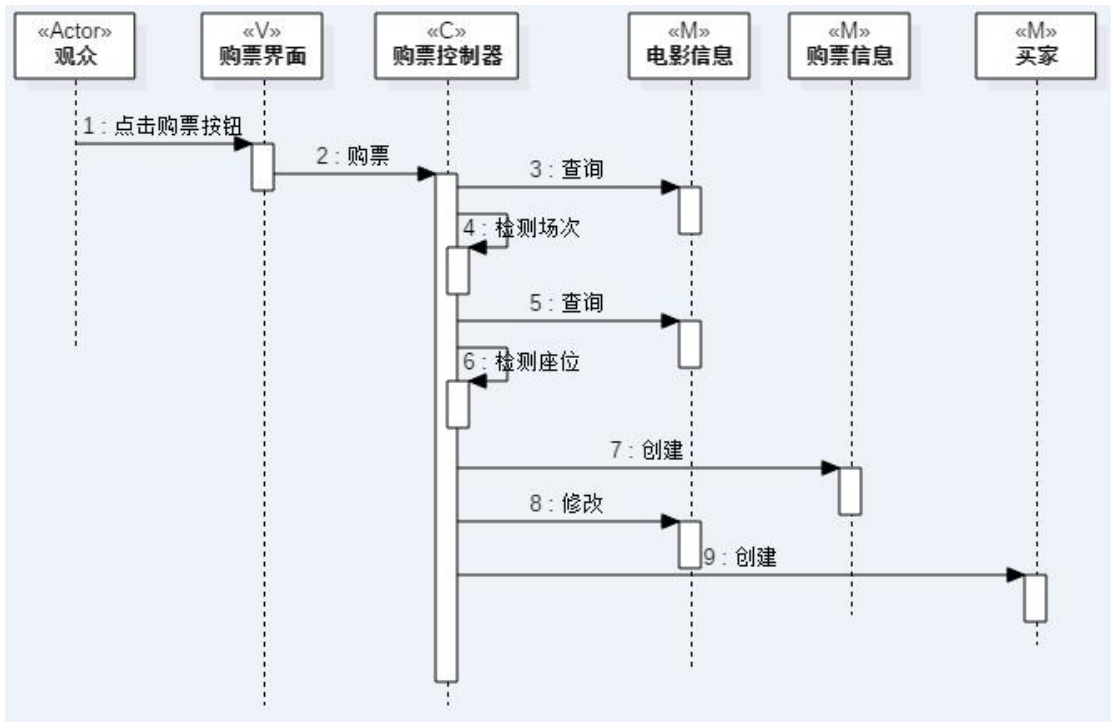 «Actor»
观众
«V»
购票界面
«C»
购票控制器
«M»
电影信息
«M»
购票信息
«M»
买家
1 : 点击购票按钮
2 : 购票
3 : 查询
4 : 检测场次
5 : 查询
6 : 检测座位
7 : 创建
8 : 修改
9 : 创建